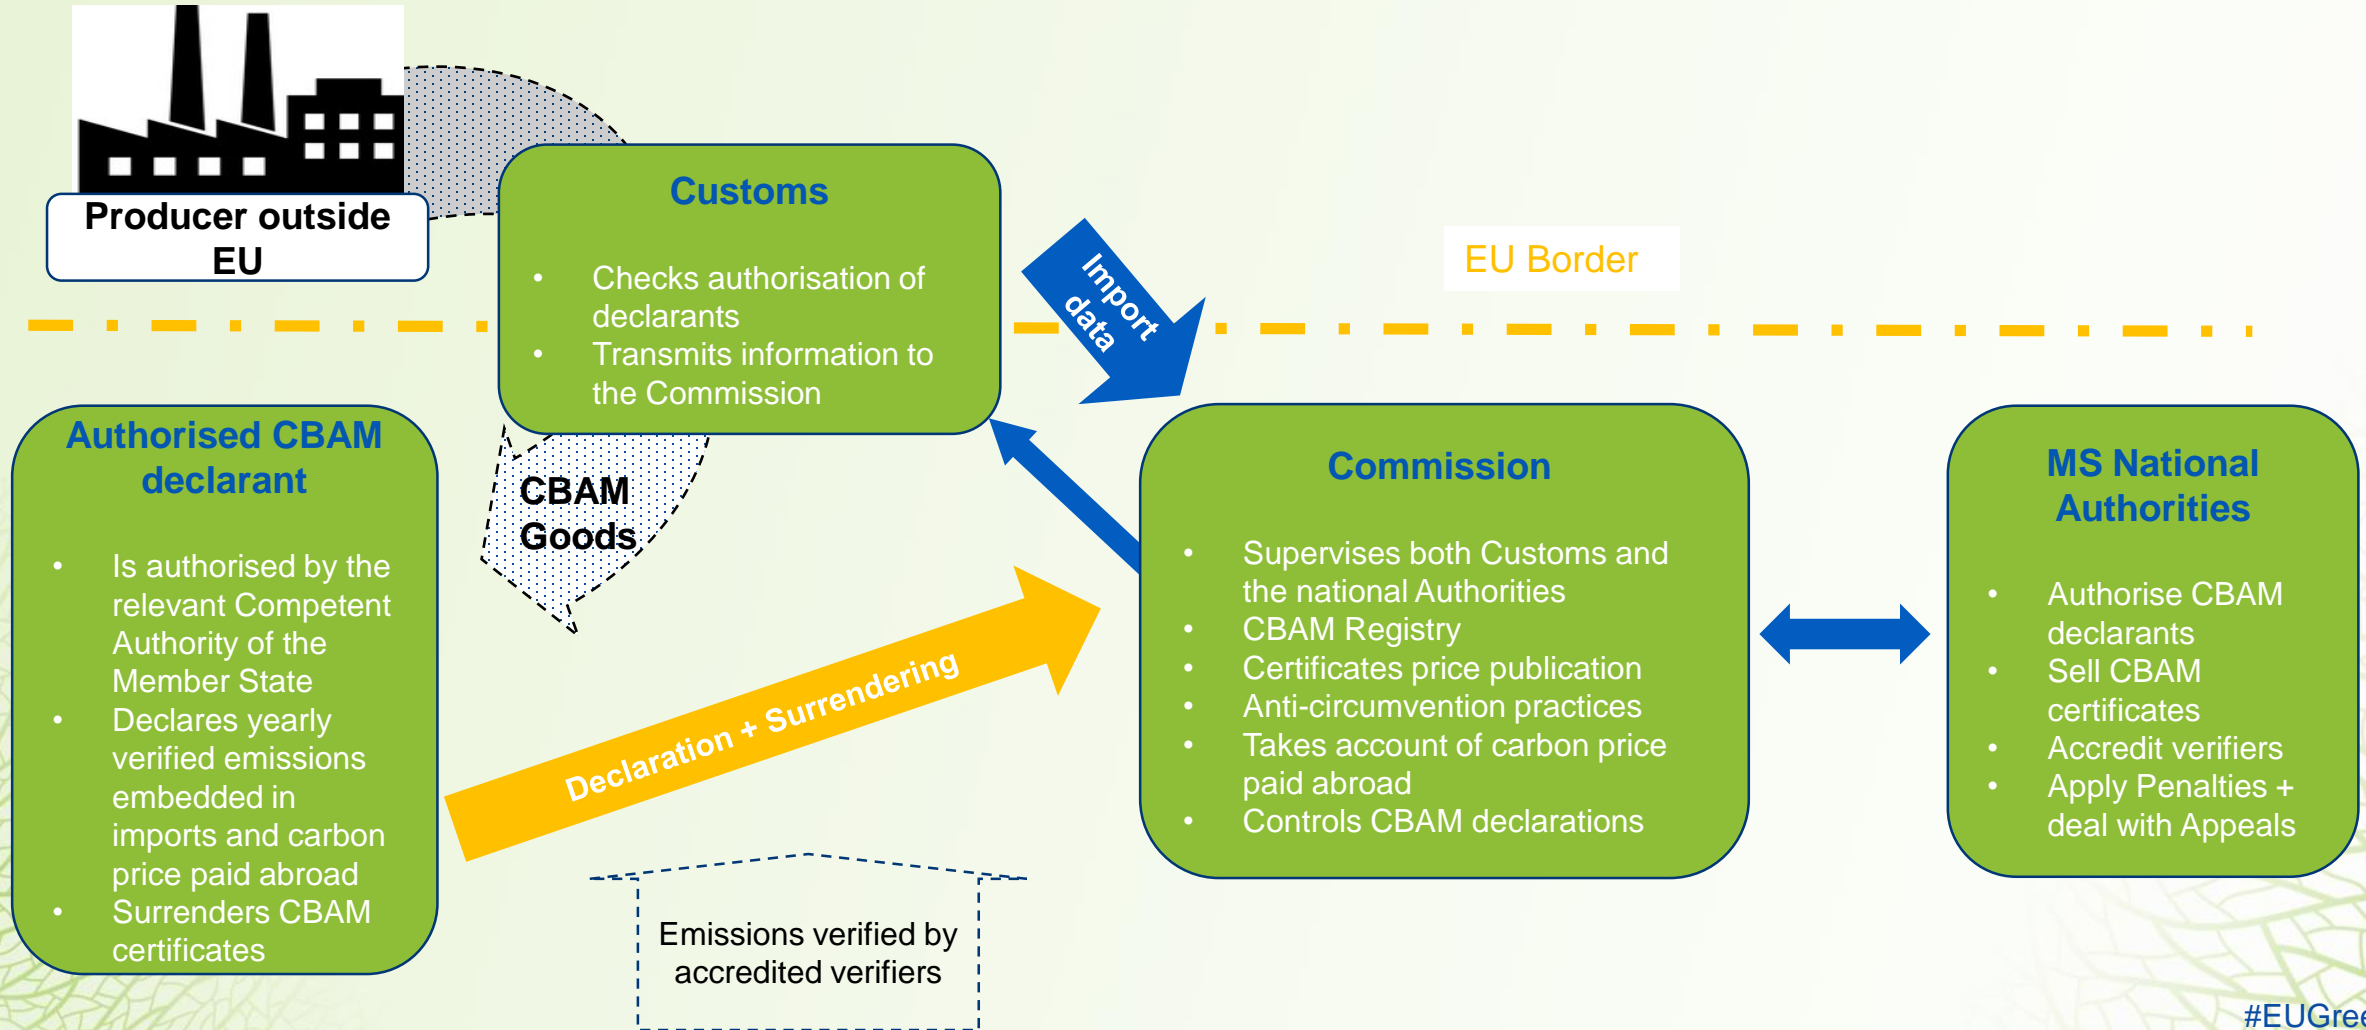 Producer outside
EU
Customs
• Checks authorisation of
declarants
• Transmits information to
the Commission
Import
data
EU Border
Authorised CBAM
declarant
• Is authorised by the
relevant Competent
Authority of the
Member State
• Declares yearly
verified emissions
embedded in
imports and carbon
price paid abroad
• Surrenders CBAM
certificates
CBAM
Goods
Declaration + Surrendering
Emissions verified by
accredited verifiers
Commission
• Supervises both Customs and
the national Authorities
• CBAM Registry
• Certificates price publication
• Anti-circumvention practices
• Takes account of carbon price
paid abroad
• Controls CBAM declarations
MS National
Authorities
• Authorise CBAM
declarants
• Sell CBAM
certificates
• Accredit verifiers
• Apply Penalties +
deal with Appeals
#EUGree